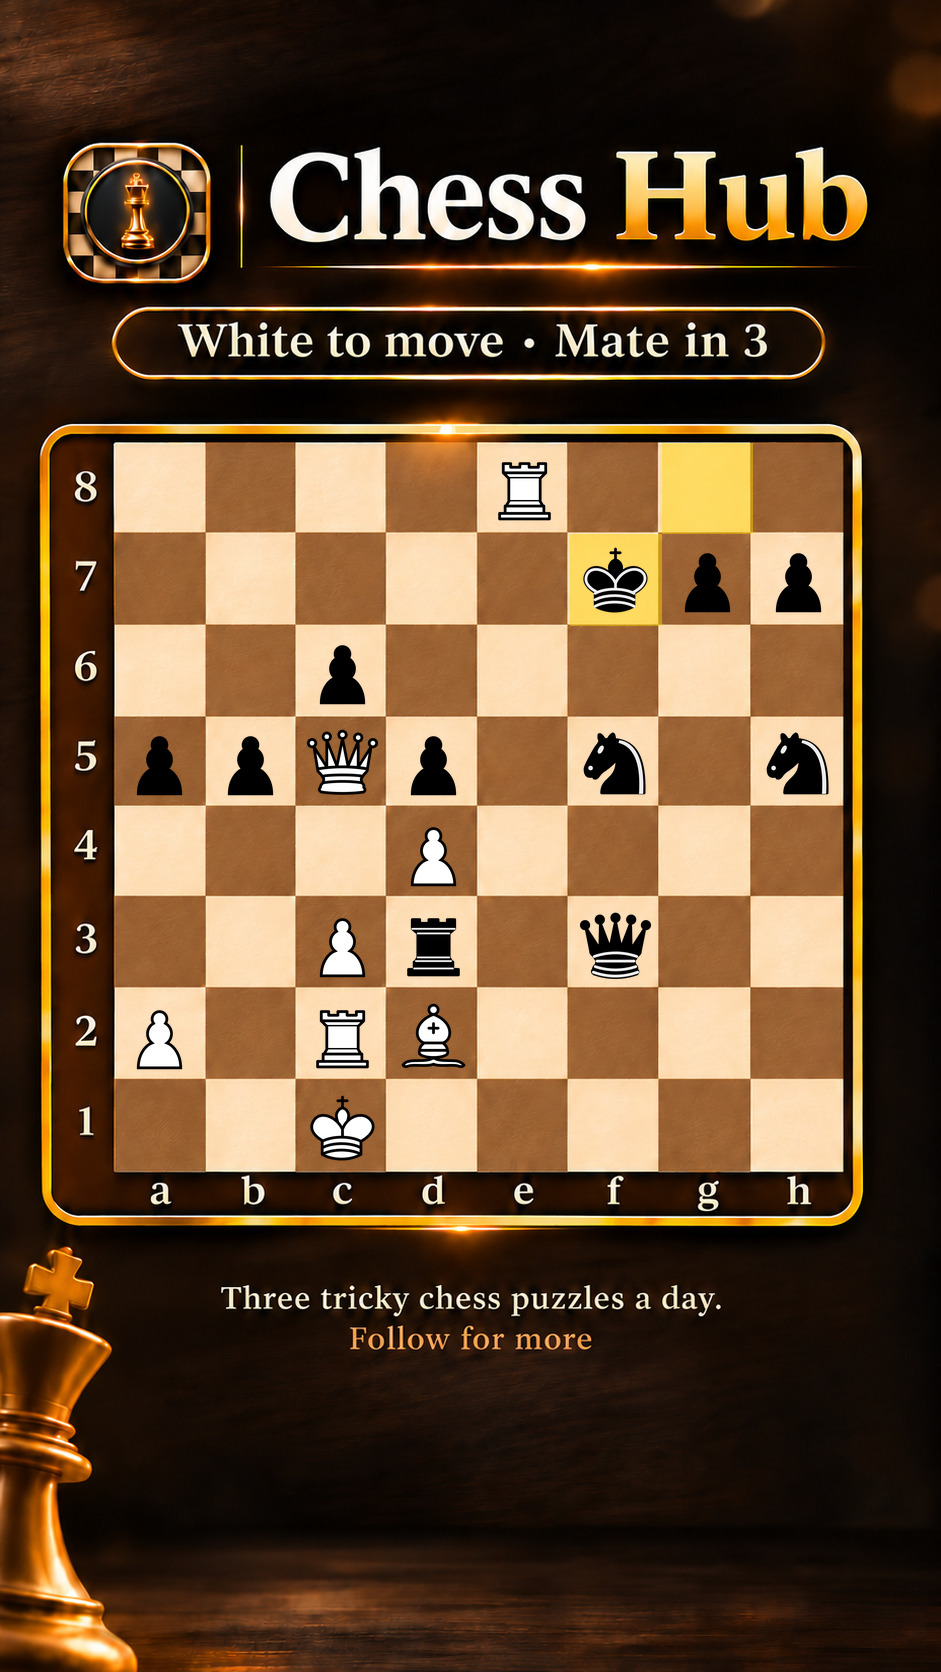 Chess Hub
White to move • Mate in 3
8
7
6
5
4
3
2
1
a b c d e f g h
Three tricky chess puzzles a day.
Follow for more